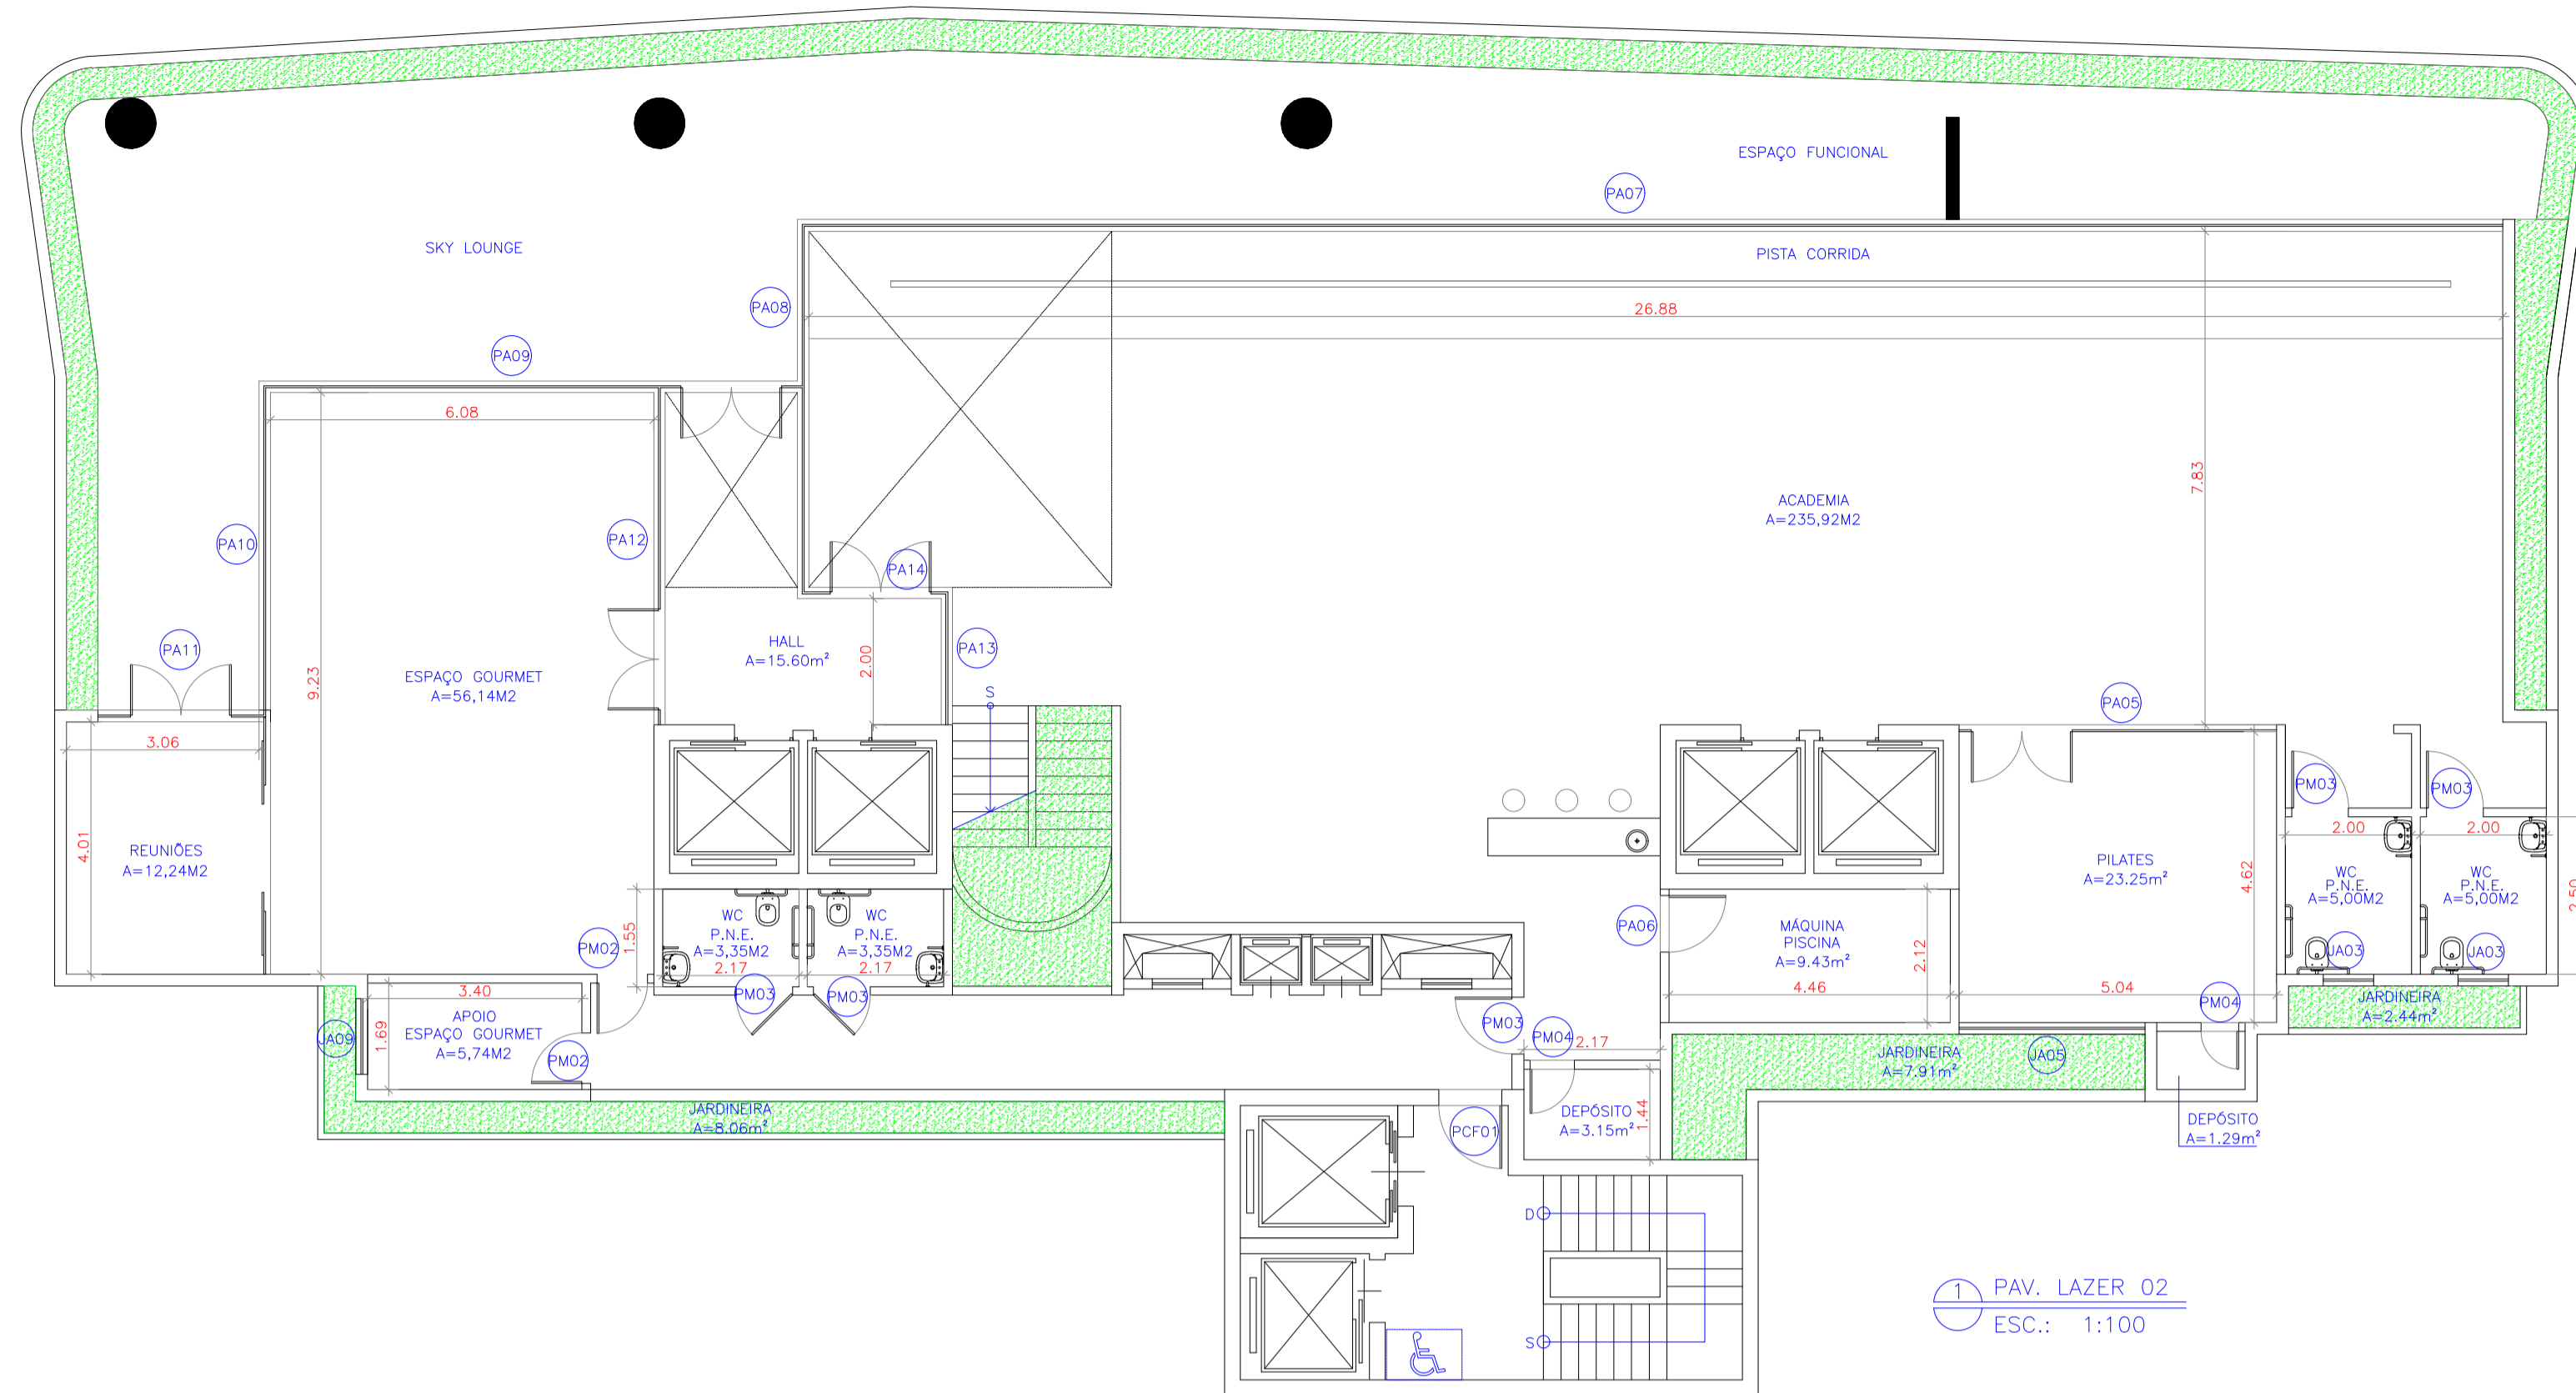 ESPAÇO FUNCIONAL
PA07
SKY LOUNGE
PISTA CORRIDA
PA08
26.88
PA09
6.08
7.83
ACADEMIA
A=235,92M2
PA10
PA12
PA14
HALL
A=15.60m²
2.00
PA13
PA11
9.23
ESPAÇO GOURMET
A=56,14M2
S
PA05
3.06
4.01
REUNIÕES
A=12,24M2
PM03
PM03
2.00
2.00
PILATES
A=23.25m²
4.62
WC
P.N.E.
A=5,00M2
WC
P.N.E.
A=5,00M2
2.50
WC
P.N.E.
A=3,35M2
2.17
WC
P.N.E.
A=3,35M2
2.17
1.55
PM02
PM03
PM03
PA06
MÁQUINA
PISCINA
A=9.43m²
2.12
4.46
5.04
JA03
JA03
PM04
JARDINEIRA
A=2.44m²
3.40
APOIO
ESPAÇO GOURMET
A=5,74M2
1.69
JA09
PM02
PM03
PM04
2.17
JARDINEIRA
A=7.91m²
JA05
JARDINEIRA
A=8.06m²
PCF01
DEPÓSITO
A=3.15m²
1.44
DEPÓSITO
A=1.29m²
D
S
1
PAV. LAZER 02
ESC.: 1:100